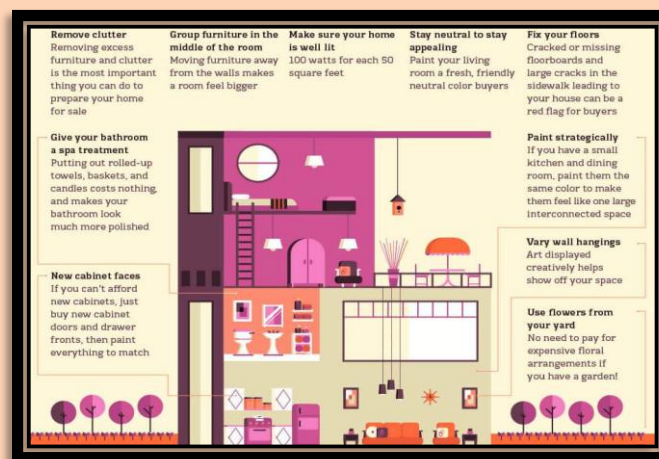 Remove clutter
Removing excess
furniture and clutter
is the most important
thing you can do to
prepare your home
for sale
Group furniture in the
middle of the room
Moving furniture away
from the walls makes
a room feel bigger
Make sure your home
is well lit
100 watts for each 50
square feet
Stay neutral to stay
appealing
Paint your living
room a fresh, friendly
neutral color buyers
Fix your floors
Cracked or missing
floorboards and
large cracks in the
sidewalk leading to
your house can be a
red flag for buyers
Give your bathroom
a spa treatment
Putting out rolled-up
towels, baskets, and
candles costs nothing,
and makes your
bathroom look
much more polished
New cabinet faces
If you can't afford
new cabinets, just
buy new cabinet
doors and drawer
fronts, then paint
everything to match
Paint strategically
If you have a small
kitchen and dining
room, paint them the
same color to make
them feel like one large
interconnected space
Vary wall hangings
Art displayed
creatively helps
show off your space
Use flowers from
your yard
No need to pay for
expensive floral
arrangements if
you have a garden!